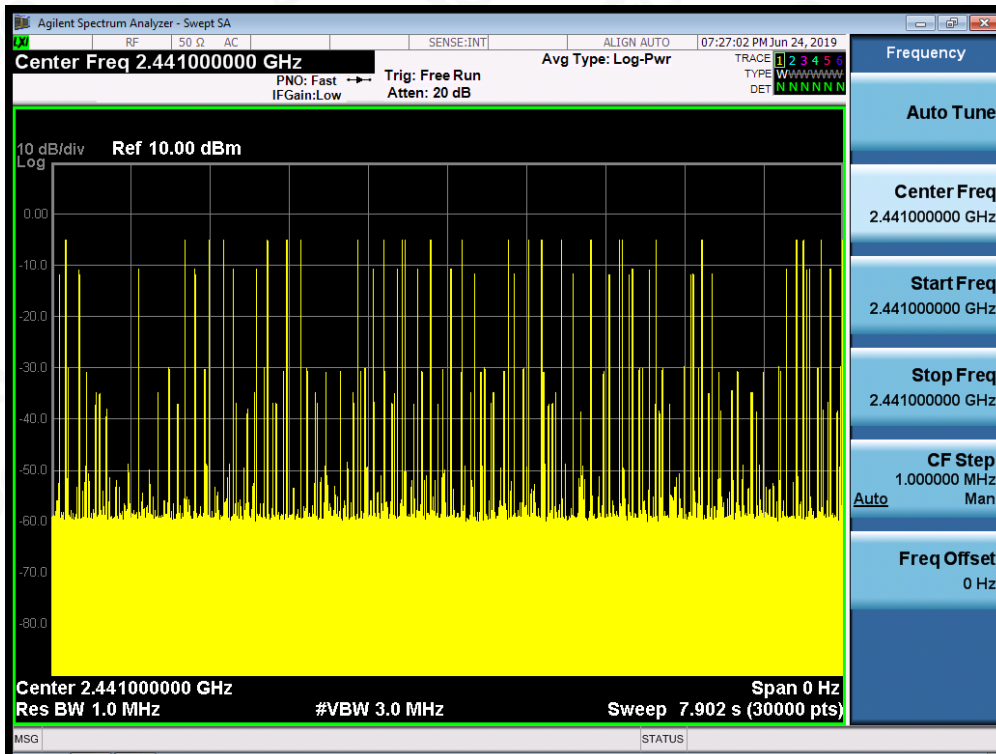 Agilent Spectrum Analyzer - Swept SA
LXI RF 50 Ω AC SENSE:INT ALIGN AUTO 07:27:02 PM Jun 24, 2019
Center Freq 2.441000000 GHz
Avg Type: Log-Pwr
TRACE 1 2 3 4 5 6
PNO: Fast Trig: Free Run
TYPE WWWWWW
IFGain:Low Atten: 20 dB
DET N N N N N N
10 dB/div Ref 10.00 dBm
Log
0.00
-10.0
-20.0
-30.0
-40.0
-50.0
-60.0
-70.0
-80.0
Center 2.441000000 GHz Span 0 Hz
Res BW 1.0 MHz #VBW 3.0 MHz Sweep 7.902 s (30000 pts)
MSG STATUS
Frequency
Auto Tune
Center Freq
2.441000000 GHz
Start Freq
2.441000000 GHz
Stop Freq
2.441000000 GHz
CF Step
1.000000 MHz
Auto Man
Freq Offset
0 Hz